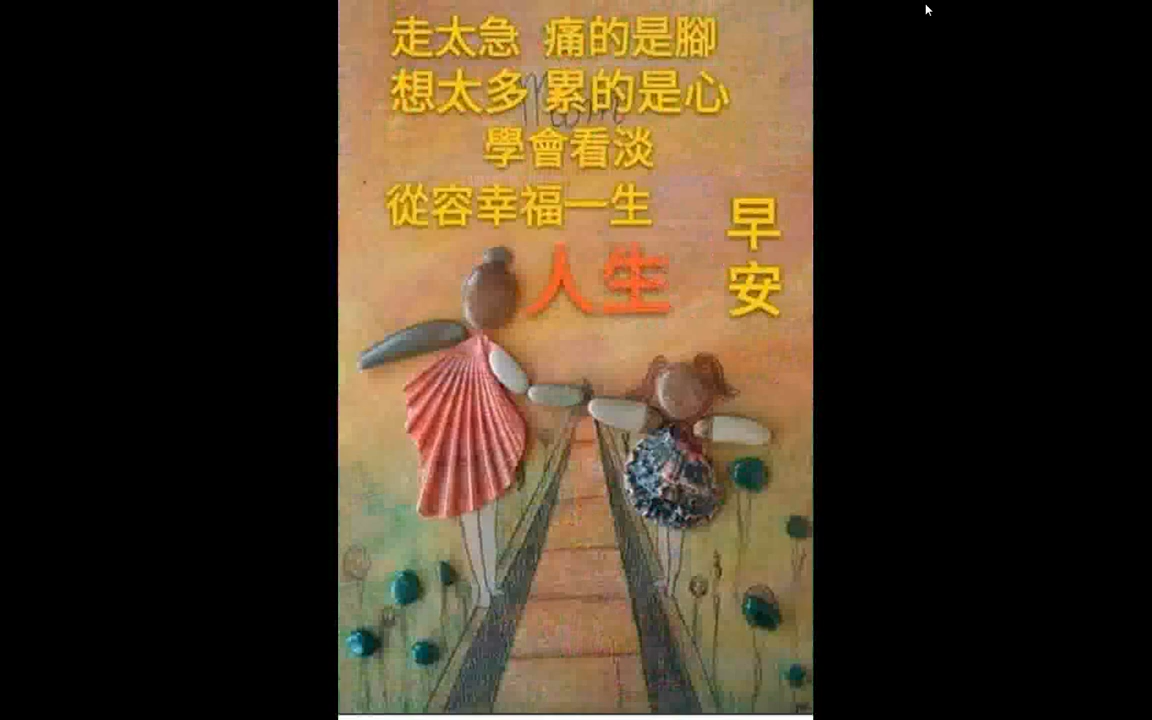 走太急 痛的是腳
想太多 累的是心
學會看淡
從容幸福一生
人生
早安